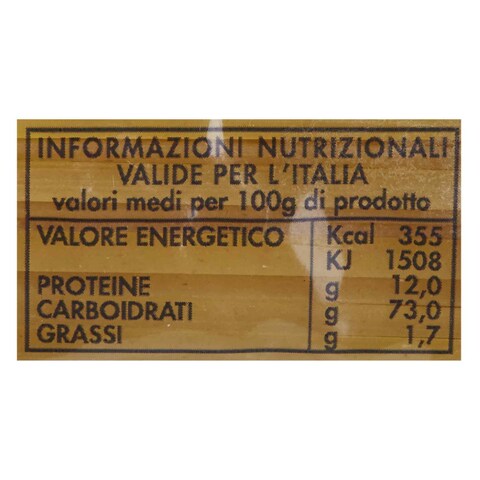 INFORMAZIONI NUTRIZIONALI
VALIDE PER L'ITALIA
valori medi per 100g di prodotto
VALORE ENERGETICO Kcal 355
KJ 1508
PROTEINE g 12,0
CARBOIDRATI g 73,0
GRASSI g 1,7